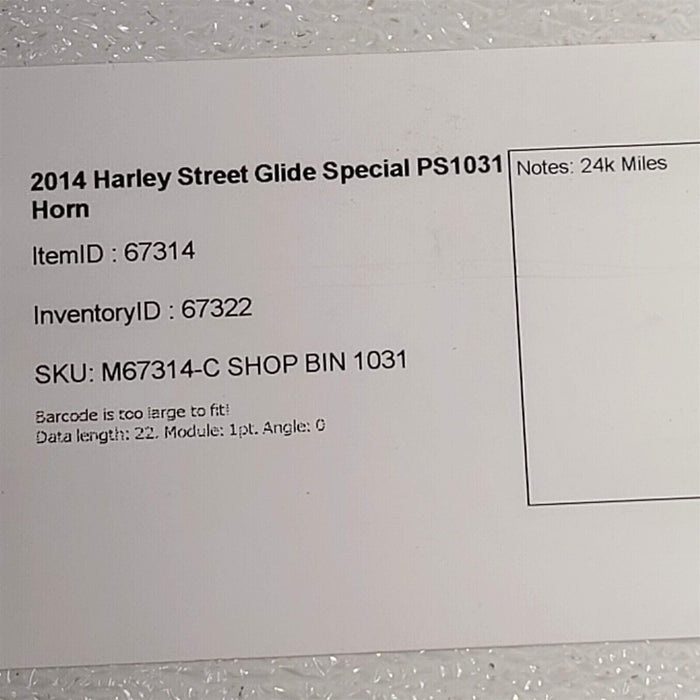 2014 Harley Street Glide Special PS1031
Horn
Notes: 24k Miles
ItemID : 67314
InventoryID : 67322
SKU: M67314-C SHOP BIN 1031
Barcode is too large to fit!
Data length: 22. Module: 1pt. Angle: 0